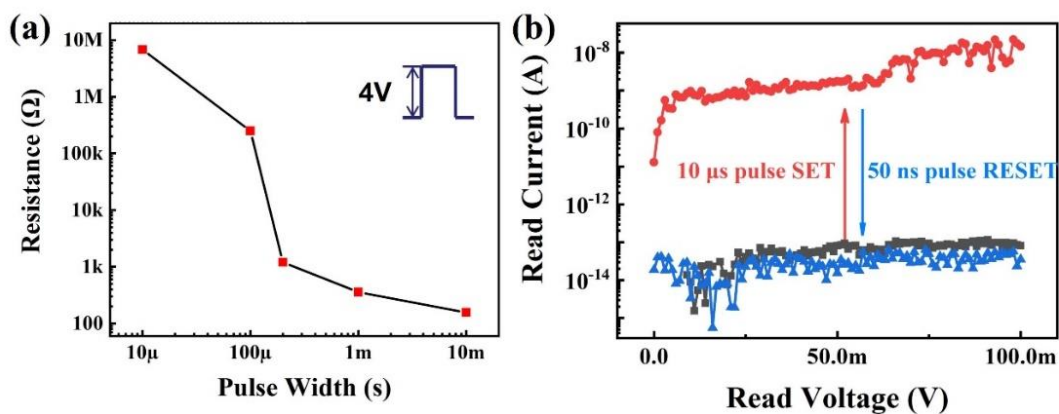 (a)
10M
1M
100k
10k
1k
100
Resistance (Ω)
4V
10μ
100μ
1m
10m
Pulse Width (s)
(b)
10⁻⁸
10⁻¹⁰
10⁻¹²
10⁻¹⁴
Read Current (A)
10 μs pulse SET
50 ns pulse RESET
0.0
50.0m
100.0m
Read Voltage (V)